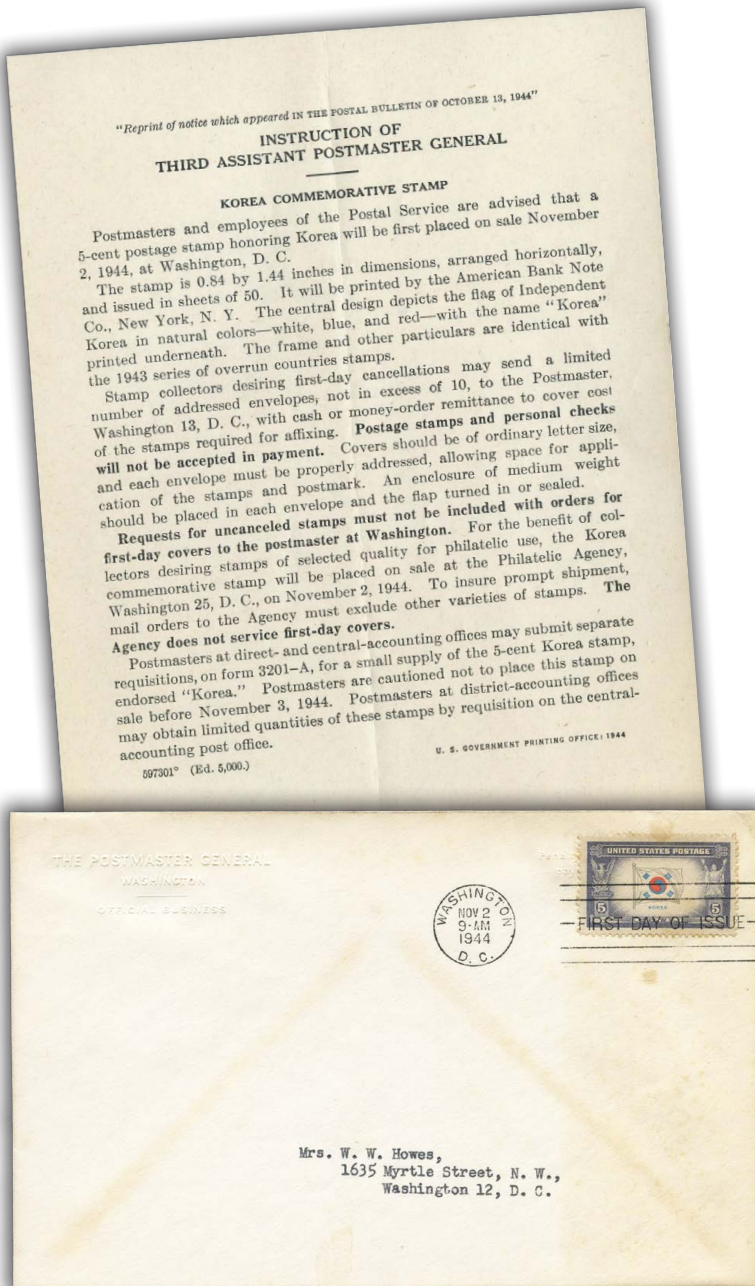 "Reprint of notice which appeared IN THE POSTAL BULLETIN OF OCTOBER 13, 1944"
INSTRUCTION OF
THIRD ASSISTANT POSTMASTER GENERAL
KOREA COMMEMORATIVE STAMP
Postmasters and employees of the Postal Service are advised that a
5-cent postage stamp honoring Korea will be first placed on sale November
2, 1944, at Washington, D. C.
The stamp is 0.84 by 1.44 inches in dimensions, arranged horizontally,
and issued in sheets of 50. It will be printed by the American Bank Note
Co., New York, N. Y. The central design depicts the flag of Independent
Korea in natural colors—white, blue, and red—with the name "Korea"
printed underneath. The frame and other particulars are identical with
the 1943 series of overrun countries stamps.
Stamp collectors desiring first-day cancellations may send a limited
number of addressed envelopes, not in excess of 10, to the Postmaster,
Washington 13, D. C., with cash or money-order remittance to cover cost
of the stamps required for affixing. Postage stamps and personal checks
will not be accepted in payment. Covers should be of ordinary letter size,
and each envelope must be properly addressed, allowing space for appli-
cation of the stamps and postmark. An enclosure of medium weight
should be placed in each envelope and the flap turned in or sealed.
Requests for uncanceled stamps must not be included with orders for
first-day covers to the postmaster at Washington. For the benefit of col-
lectors desiring stamps of selected quality for philatelic use, the Korea
commemorative stamp will be placed on sale at the Philatelic Agency,
Washington 25, D. C., on November 2, 1944. To insure prompt shipment,
mail orders to the Agency must exclude other varieties of stamps. The
Agency does not service first-day covers.
Postmasters at direct- and central-accounting offices may submit separate
requisitions, on form 3201-A, for a small supply of the 5-cent Korea stamp,
endorsed "Korea." Postmasters are cautioned not to place this stamp on
sale before November 3, 1944. Postmasters at district-accounting offices
may obtain limited quantities of these stamps by requisition on the central-
accounting post office.
597301° (Ed. 5,000.)
U. S. GOVERNMENT PRINTING OFFICE: 1944
THE POSTMASTER GENERAL
WASHINGTON
OFFICIAL BUSINESS
WASHINGTON
NOV 2
9-AM
1944
D. C.
UNITED STATES POSTAGE
KOREA
5 5
FIRST DAY OF ISSUE
Mrs. W. W. Howes,
1635 Myrtle Street, N. W.,
Washington 12, D. C.